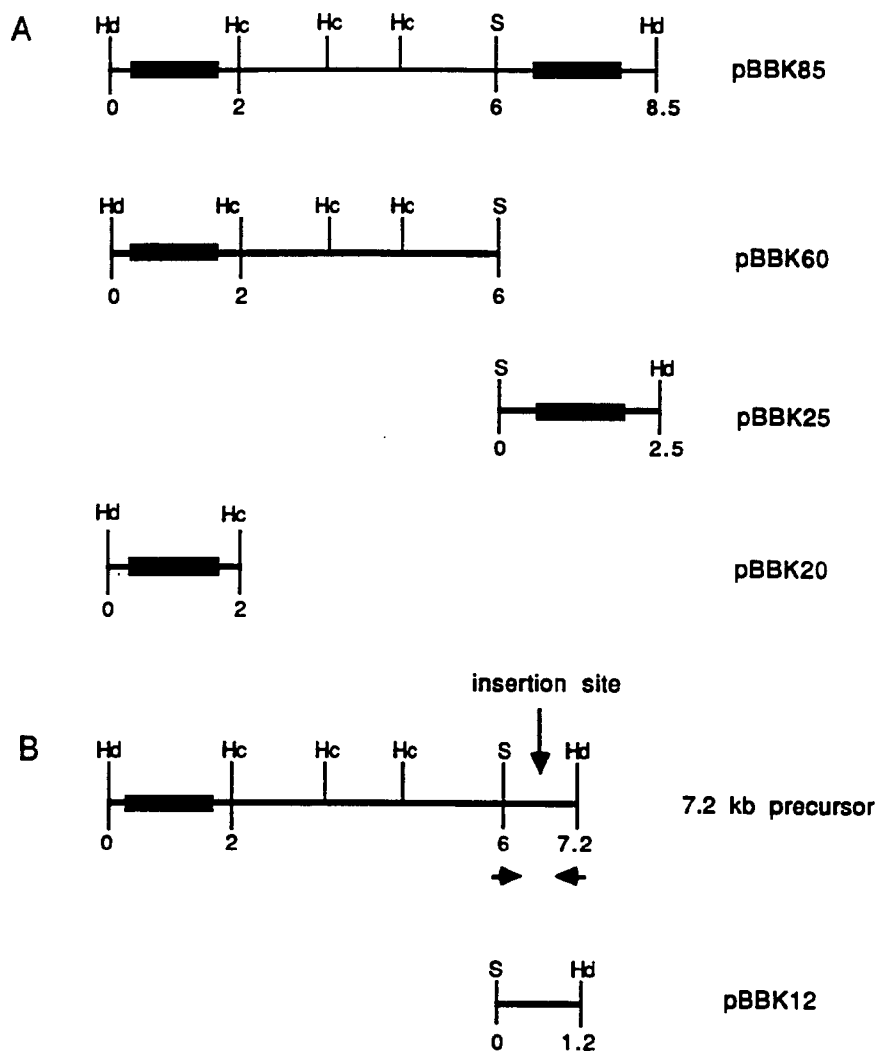 A
Hd Hc Hc Hc S Hd
pBBK85
0 2 6 8.5
Hd Hc Hc Hc S
pBBK60
0 2 6
S Hd
pBBK25
0 2.5
Hd Hc
pBBK20
0 2
insertion site
B
Hd Hc Hc Hc S Hd
7.2 kb precursor
0 2 6 7.2
S Hd
pBBK12
0 1.2